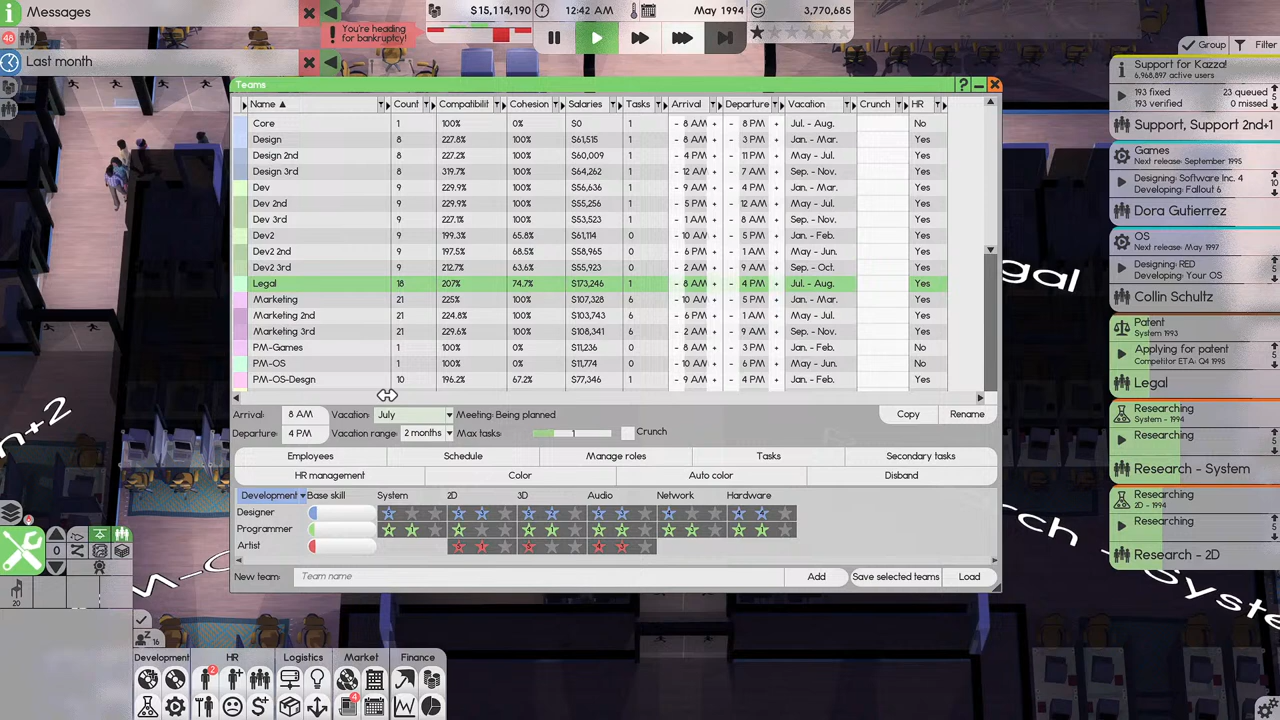 Messages
48
Last month
You're heading
for bankruptcy!
$15,114,190
12:42 AM
May 1994
3,770,685
Group
Filter
Teams
?
Name
Count
Compatibilit
Cohesion
Salaries
Tasks
Arrival
Departure
Vacation
Crunch
HR
Core 1 100% 0% $0 1 - 8 AM + - 8 PM + Jul. - Aug. No
Design 8 227.8% 100% $61,515 1 - 8 AM + - 3 PM + Jan. - Mar. Yes
Design 2nd 8 227.2% 100% $60,009 1 - 4 PM + - 11 PM + May - Jul. Yes
Design 3rd 8 319.7% 100% $64,262 1 - 12 AM + - 7 AM + Sep. - Nov. Yes
Dev 9 229.9% 100% $56,636 1 - 9 AM + - 4 PM + Jan. - Mar. Yes
Dev 2nd 9 229.9% 100% $55,256 1 - 5 PM + - 12 AM + May - Jul. Yes
Dev 3rd 9 227.1% 100% $53,523 1 - 1 AM + - 8 AM + Sep. - Nov. Yes
Dev2 9 199.3% 65.8% $61,114 0 - 10 AM + - 5 PM + Jan. - Feb. Yes
Dev2 2nd 9 197.5% 68.5% $58,965 0 - 6 PM + - 1 AM + May - Jun. Yes
Dev2 3rd 9 212.7% 63.6% $55,923 0 - 2 AM + - 9 AM + Sep. - Oct. Yes
Legal 18 207% 74.7% $173,246 1 - 8 AM + - 4 PM + Jul. - Aug. Yes
Marketing 21 225% 100% $107,328 6 - 10 AM + - 5 PM + Jan. - Mar. Yes
Marketing 2nd 21 224.8% 100% $103,743 6 - 6 PM + - 1 AM + May - Jul. Yes
Marketing 3rd 21 229.6% 100% $108,341 6 - 2 AM + - 9 AM + Sep. - Nov. Yes
PM-Games 1 100% 0% $11,236 1 - 8 AM + - 3 PM + Jan. - Feb. No
PM-OS 1 100% 0% $11,774 1 - 10 AM + - 6 PM + May - Jun. No
PM-OS-Desgn 10 196.2% 67.2% $77,346 1 - 9 AM + - 4 PM + Jan. - Feb. Yes
Arrival: 8 AM Vacation: July Meeting: Being planned
Copy
Rename
Departure: 4 PM Vacation range: 2 months Max tasks: 1 Crunch
Employees
Schedule
Manage roles
Tasks
Secondary tasks
HR management
Color
Auto color
Disband
Development
Base skill
System
2D
3D
Audio
Network
Hardware
Designer
Programmer
Artist
New team: Team name
Add
Save selected teams
Load
Support for Kazza!
6,968,897 active users
193 fixed 23 queued
193 verified 0 missed
5
Support, Support 2nd+1
Games
Next release: September 1995
Designing: Software Inc. 4
Developing: Fallout 6
10
Dora Gutierrez
OS
Next release: May 1997
Designing: RED
Developing: Your OS
5
Collin Schultz
Patent
System 1993
Applying for patent
Competitor ETA: Q4 1995
5
Legal
Researching
System - 1994
Researching
5
Research - System
Researching
2D - 1994
Researching
Research - 2D
gal
n+2
0
20
16
Development
HR
Logistics
Market
Finance
2
4